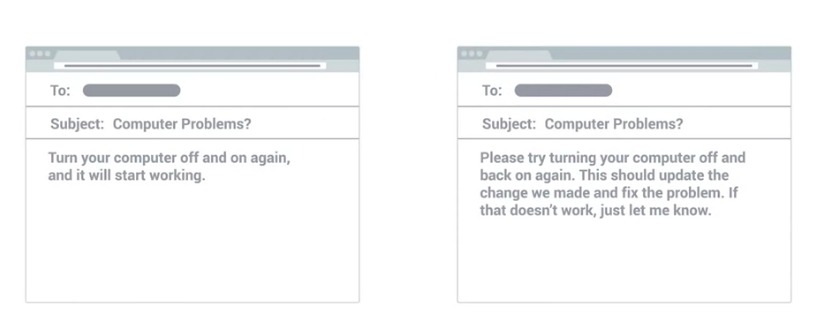 To:
Subject: Computer Problems?
Turn your computer off and on again,
and it will start working.
To:
Subject: Computer Problems?
Please try turning your computer off and
back on again. This should update the
change we made and fix the problem. If
that doesn't work, just let me know.